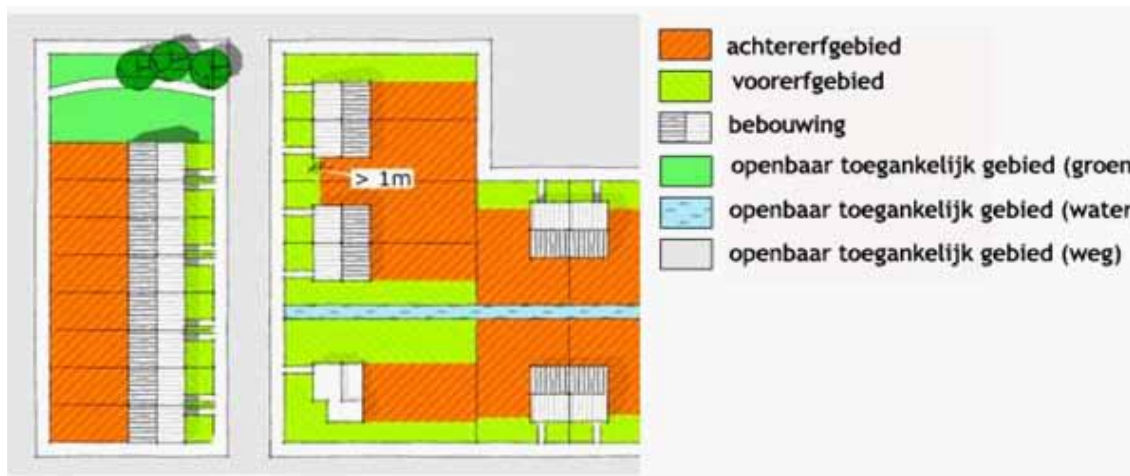 achtererfgebied
voorerfgebied
bebouwing
openbaar toegankelijk gebied (groen
openbaar toegankelijk gebied (water
openbaar toegankelijk gebied (weg)
> 1m